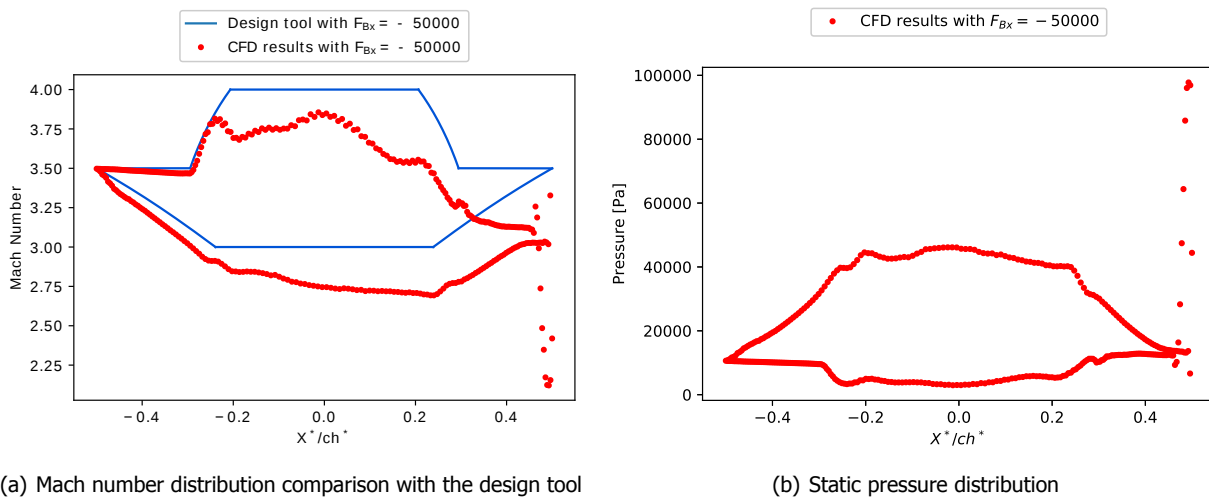 Design tool with F_Bx = - 50000
CFD results with F_Bx = - 50000
4.00
3.75
3.50
3.25
3.00
2.75
2.50
2.25
Mach Number
−0.4
−0.2
0.0
0.2
0.4
X*/ch*
(a) Mach number distribution comparison with the design tool
CFD results with F_Bx = −50000
100000
80000
60000
40000
20000
0
Pressure [Pa]
−0.4
−0.2
0.0
0.2
0.4
X*/ch*
(b) Static pressure distribution